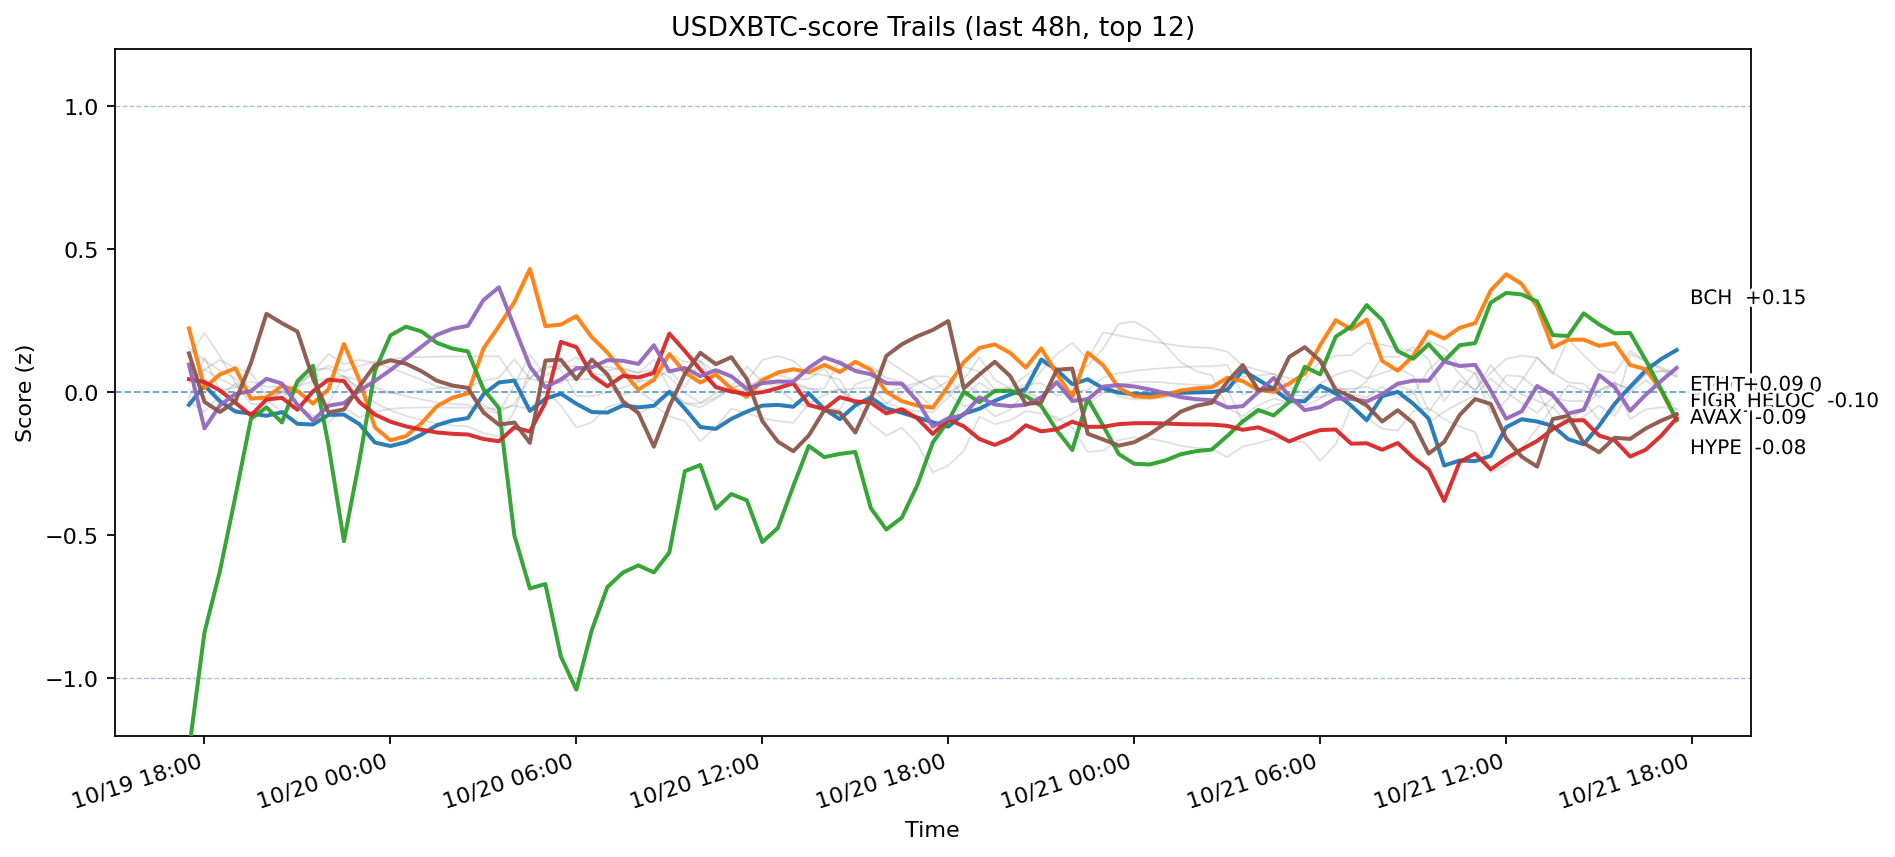 USDXBTC-score Trails (last 48h, top 12)
Score (z)
1.0
0.5
0.0
−0.5
−1.0
BCH +0.15
ETH +0.09
FIGR_HELOC -0.10
AVAX -0.09
HYPE -0.08
10/19 18:00
10/20 00:00
10/20 06:00
10/20 12:00
10/20 18:00
10/21 00:00
10/21 06:00
10/21 12:00
10/21 18:00
Time